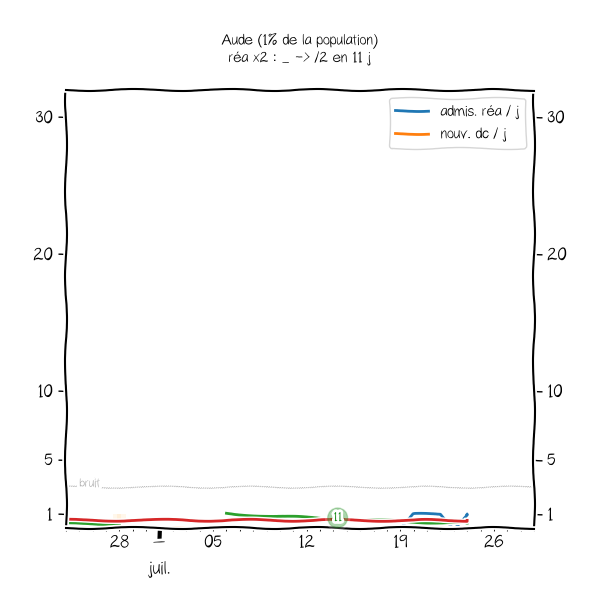 Aude (1% de la population)
réa x2 : _ -> /2 en 11 j
admis. réa / j
nouv. dc / j
30
30
20
20
10
10
5
5
bruit
1
1
11
28
05
12
19
26
juil.